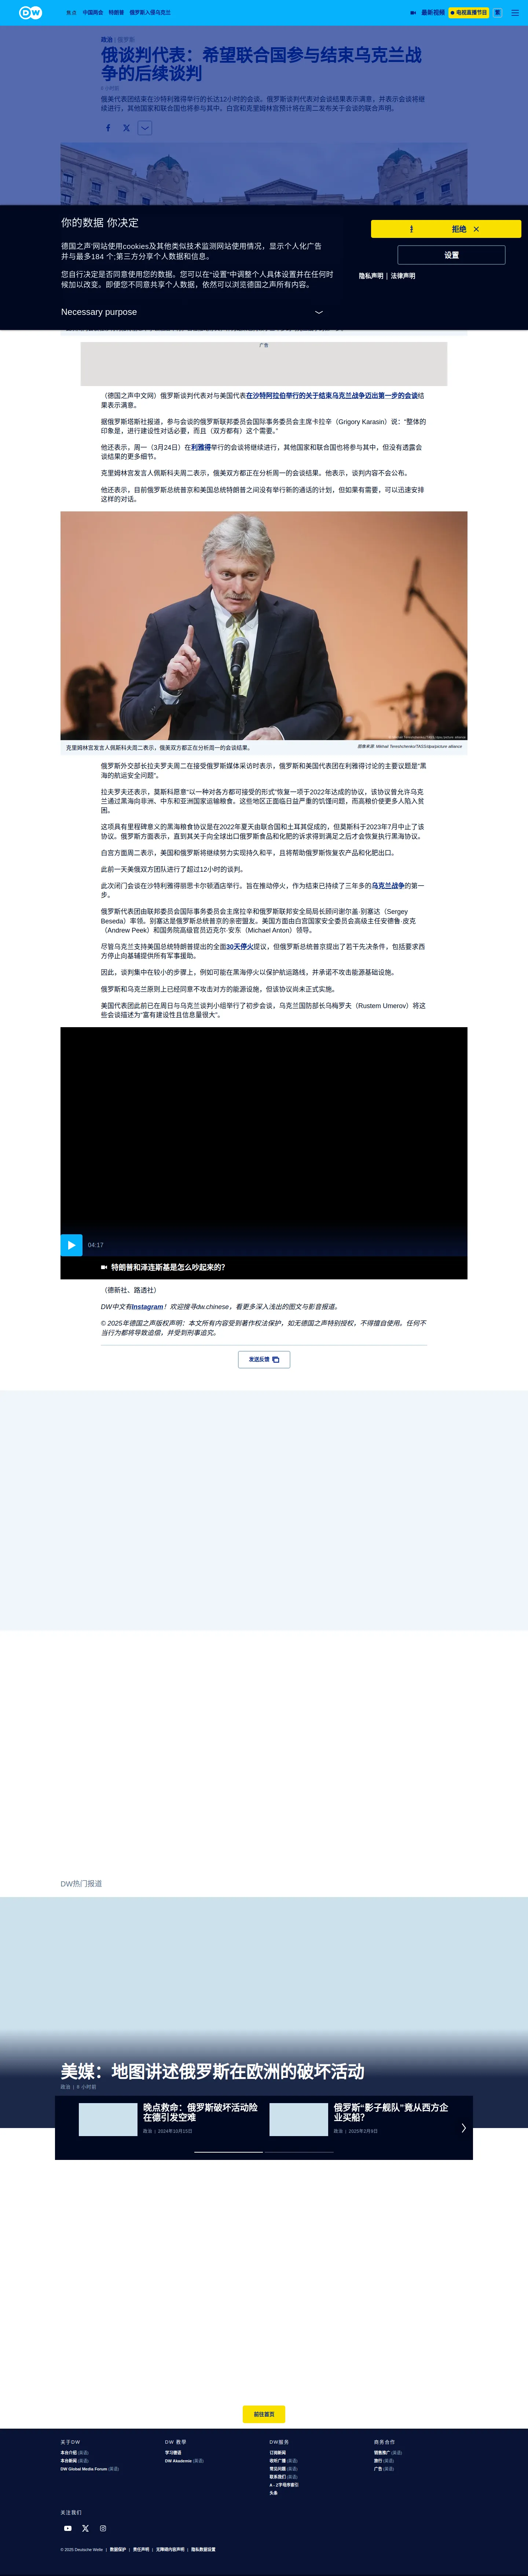 DW
焦点
中国两会
特朗普
俄罗斯入侵乌克兰
最新视频
电视直播节目
繁
政治 | 俄罗斯
俄谈判代表：希望联合国参与结束乌克兰战
争的后续谈判
俄美代表团结束在沙特利雅得举行的长达12小时的会谈。俄罗斯谈判代表对会谈结果表示满意，并表示会谈将继
续进行，其他国家和联合国也将参与其中。白宫和克里姆林宫预计将在周二发布关于会谈的联合声明。
你的数据 你决定
德国之声'网站使用cookies及其他类似技术监测网站使用情况，显示个人化广告
并与最多184 个;第三方分享个人数据和信息。
您自行决定是否同意使用您的数据。您可以在“设置”中调整个人具体设置并在任何时
候加以改变。即便您不同意共享个人数据，依然可以浏览德国之声所有内容。
Necessary purpose
拒绝
设置
隐私声明 | 法律声明
广告
（德国之声中文网）俄罗斯谈判代表对与美国代表在沙特阿拉伯举行的关于结束乌克兰战争迈出第一步的会谈结
果表示满意。
据俄罗斯塔斯社报道，参与会谈的俄罗斯联邦委员会国际事务委员会主席卡拉辛（Grigory Karasin）说：“整体的
印象是，进行建设性对话必要，而且（双方都有）这个需要。”
他还表示，周一（3月24日）在利雅得举行的会谈将继续进行，其他国家和联合国也将参与其中，但没有透露会
谈结果的更多细节。
克里姆林宫发言人佩斯科夫周二表示，俄美双方都正在分析周一的会谈结果。他表示，谈判内容不会公布。
他还表示，目前俄罗斯总统普京和美国总统特朗普之间没有举行新的通话的计划，但如果有需要，可以迅速安排
这样的对话。
克里姆林宫发言人佩斯科夫周二表示，俄美双方都正在分析周一的会谈结果。
图像来源: Mikhail Tereshchenko/TASS/dpa/picture alliance
俄罗斯外交部长拉夫罗夫周二在接受俄罗斯媒体采访时表示，俄罗斯和美国代表团在利雅得讨论的主要议题是“黑
海的航运安全问题”。
拉夫罗夫还表示，莫斯科愿意“以一种对各方都可接受的形式”恢复一项于2022年达成的协议，该协议曾允许乌克
兰通过黑海向非洲、中东和亚洲国家运输粮食。这些地区正面临日益严重的饥馑问题，而高粮价使更多人陷入贫
困。
这项具有里程碑意义的黑海粮食协议是在2022年夏天由联合国和土耳其促成的，但莫斯科于2023年7月中止了该
协议。俄罗斯方面表示，直到其关于向全球出口俄罗斯食品和化肥的诉求得到满足之后才会恢复执行黑海协议。
白宫方面周二表示，美国和俄罗斯将继续努力实现持久和平，且将帮助俄罗斯恢复农产品和化肥出口。
此前一天美俄双方团队进行了超过12小时的谈判。
此次闭门会谈在沙特利雅得丽思卡尔顿酒店举行。旨在推动停火，作为结束已持续了三年多的乌克兰战争的第一
步。
俄罗斯代表团由联邦委员会国际事务委员会主席拉辛和俄罗斯联邦安全局局长顾问谢尔盖·别塞达（Sergey
Beseda）率领。别塞达是俄罗斯总统普京的亲密盟友。美国方面由白宫国家安全委员会高级主任安德鲁·皮克
（Andrew Peek）和国务院高级官员迈克尔·安东（Michael Anton）领导。
尽管乌克兰支持美国总统特朗普提出的全面30天停火提议，但俄罗斯总统普京提出了若干先决条件，包括要求西
方停止向基辅提供所有军事援助。
因此，谈判集中在较小的步骤上，例如可能在黑海停火以保护航运路线，并承诺不攻击能源基础设施。
俄罗斯和乌克兰原则上已经同意不攻击对方的能源设施，但该协议尚未正式实施。
美国代表团此前已在周日与乌克兰谈判小组举行了初步会谈，乌克兰国防部长乌梅罗夫（Rustem Umerov）将这
些会谈描述为“富有建设性且信息量很大”。
04:17
特朗普和泽连斯基是怎么吵起来的？
（德新社、路透社）
DW中文有Instagram！欢迎搜寻dw.chinese，看更多深入浅出的图文与影音报道。
© 2025年德国之声版权声明：本文所有内容受到著作权法保护，如无德国之声特别授权，不得擅自使用。任何不
当行为都将导致追偿，并受到刑事追究。
发送反馈
DW热门报道
美媒：地图讲述俄罗斯在欧洲的破坏活动
政治 | 9 小时前
晚点救命：俄罗斯破坏活动险
在德引发空难
政治 | 2024年10月15日
俄罗斯“影子舰队”竟从西方企
业买船？
政治 | 2025年2月9日
前往首页
关于DW
本台介绍 (英语)
本台新闻 (英语)
DW Global Media Forum (英语)
DW 教学
学习德语
DW Akademie (英语)
DW服务
订阅新闻
收听广播 (英语)
常见问题 (英语)
联系我们 (英语)
A - Z字母序索引
头条
商务合作
销售推广 (英语)
旅行 (英语)
广告 (英语)
关注我们
© 2025 Deutsche Welle | 数据保护 | 责任声明 | 无障碍内容声明 | 隐私数据设置